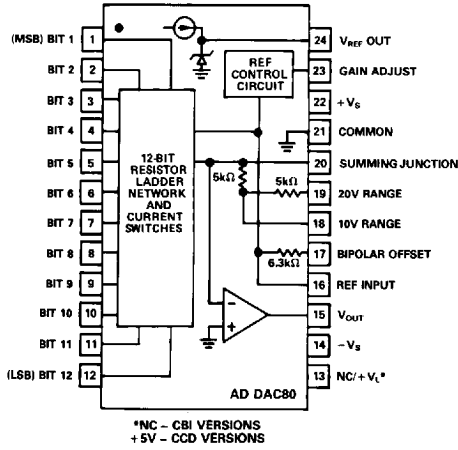 (MSB) BIT 1 1
BIT 2 2
BIT 3 3
BIT 4 4
BIT 5 5
BIT 6 6
BIT 7 7
BIT 8 8
BIT 9 9
BIT 10 10
BIT 11 11
(LSB) BIT 12 12
12-BIT
RESISTOR
LADDER
NETWORK
AND
CURRENT
SWITCHES
REF
CONTROL
CIRCUIT
5kΩ
5kΩ
6.3kΩ
−
+
24 VREF OUT
23 GAIN ADJUST
22 +VS
21 COMMON
20 SUMMING JUNCTION
19 20V RANGE
18 10V RANGE
17 BIPOLAR OFFSET
16 REF INPUT
15 VOUT
14 −VS
13 NC/+VL*
AD DAC80
*NC – CBI VERSIONS
+5V – CCD VERSIONS